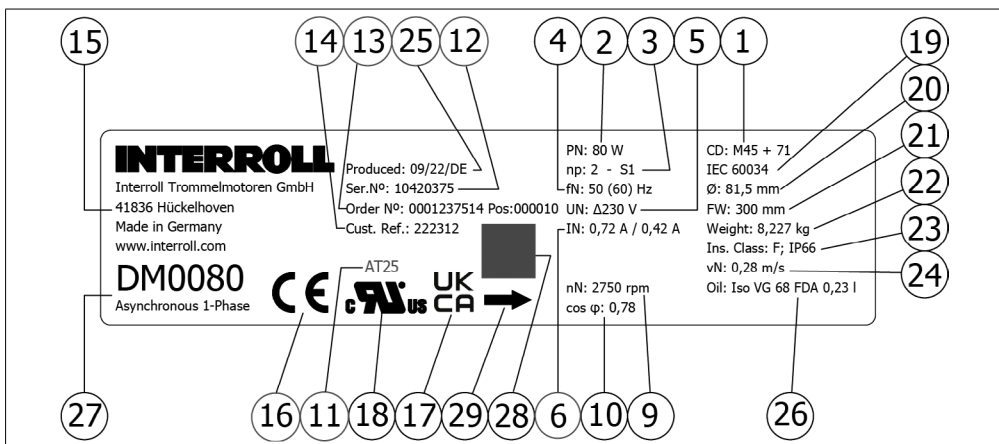 15 14 13 25 12 4 2 3 5 1 19
20
21
22
23
24
INTERROLL
Interroll Trommelmotoren GmbH
41836 Hückelhoven
Made in Germany
www.interroll.com
DM0080
Asynchronous 1-Phase
Produced: 09/22/DE
Ser.Nº: 10420375
Order Nº: 0001237514 Pos:000010
Cust. Ref.: 222312
AT25
CE
c RU US
UK
CA
PN: 80 W
np: 2 - S1
fN: 50 (60) Hz
UN: Δ230 V
IN: 0,72 A / 0,42 A
nN: 2750 rpm
cos φ: 0,78
CD: M45 + 71
IEC 60034
Ø: 81,5 mm
FW: 300 mm
Weight: 8,227 kg
Ins. Class: F; IP66
vN: 0,28 m/s
Oil: Iso VG 68 FDA 0,23 l
27 16 11 18 17 29 28 6 10 9 26